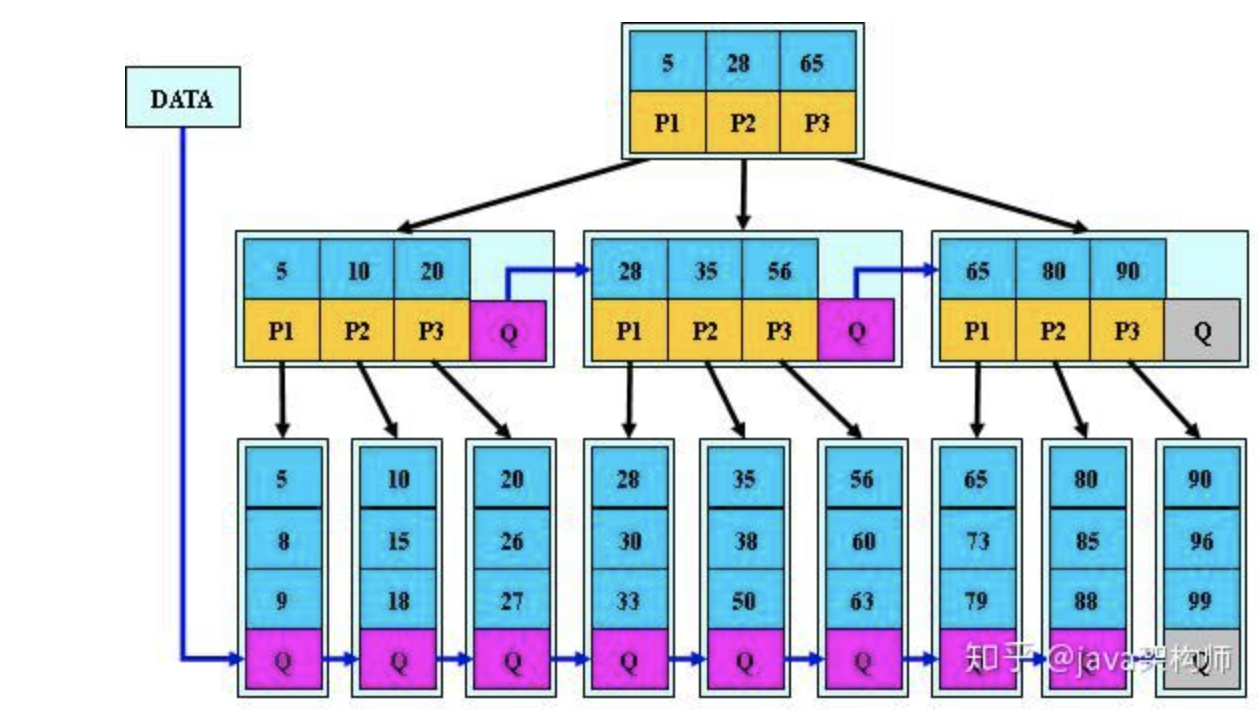 5 28 65
DATA
P1 P2 P3
5 10 20 28 35 56 65 80 90
P1 P2 P3 Q P1 P2 P3 Q P1 P2 P3 Q
5 10 20 28 35 56 65 80 90
8 15 26 30 38 60 73 85 96
9 18 27 33 50 63 79 88 99
Q Q Q Q Q Q Q Q Q
知乎 @java架构师